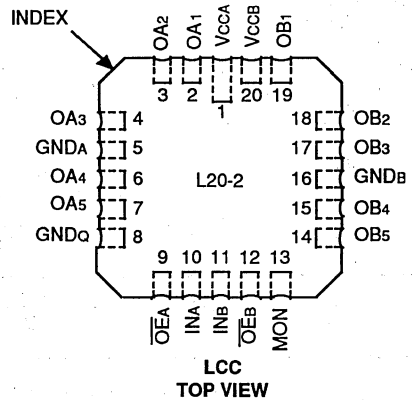 INDEX
OA2 OA1 VCCA VCCB OB1
3 2 1 20 19
OA3 4 18 OB2
GNDA 5 17 OB3
OA4 6 L20-2 16 GNDB
OA5 7 15 OB4
GNDQ 8 14 OB5
9 10 11 12 13
OEA INA INB OEB MON
LCC
TOP VIEW